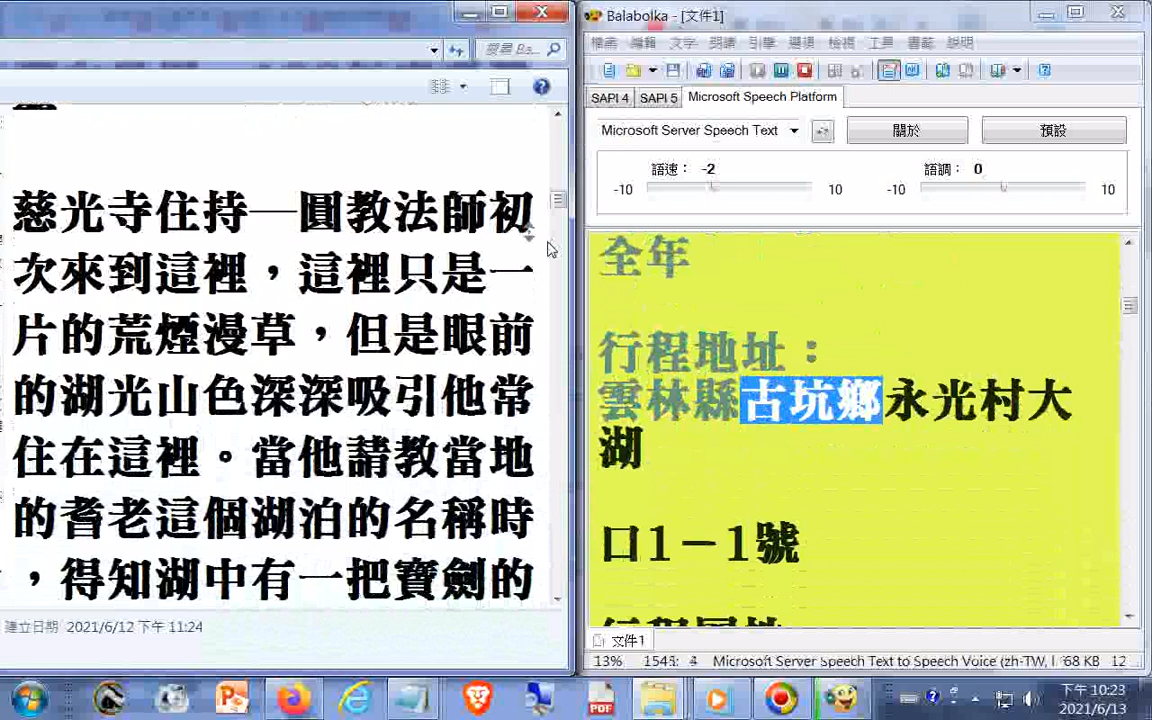 搜尋 Ba...
慈光寺住持─圓教法師初
次來到這裡，這裡只是一
片的荒煙漫草，但是眼前
的湖光山色深深吸引他常
住在這裡。當他請教當地
的耆老這個湖泊的名稱時
，得知湖中有一把寶劍的
建立日期 2021/6/12 下午 11:24
Balabolka - [文件1]
檔案 編輯 文字 朗讀 引擎 選項 檢視 工具 書籤 說明
SAPI 4 SAPI 5 Microsoft Speech Platform
Microsoft Server Speech Text 關於 預設
語速： -2 語調： 0
-10 10 -10 10
全年
行程地址：
雲林縣古坑鄉永光村大
湖
口1－1號
文件1
13% 1548: 4 Microsoft Server Speech Text to Speech Voice (zh-TW, I 68 KB 12
PDF
下午 10:23
2021/6/13